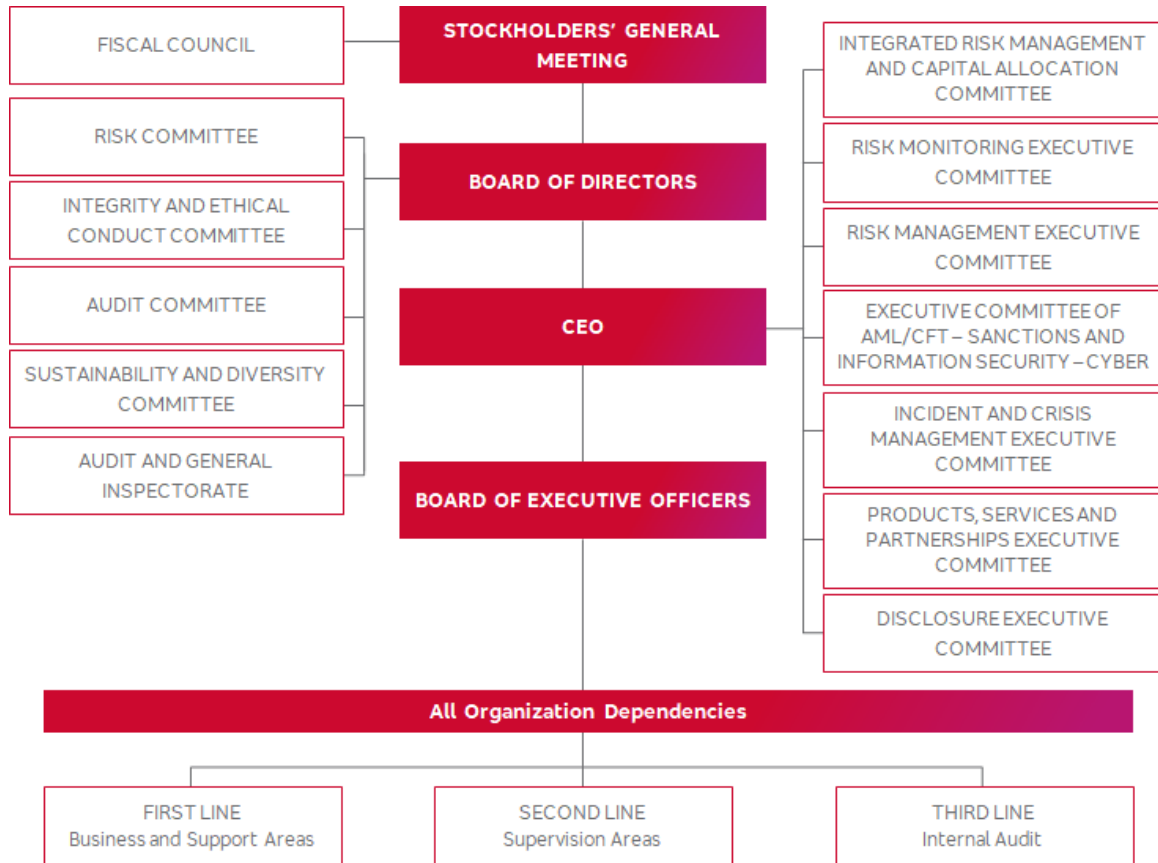 FISCAL COUNCIL
STOCKHOLDERS' GENERAL
MEETING
RISK COMMITTEE
INTEGRITY AND ETHICAL
CONDUCT COMMITTEE
AUDIT COMMITTEE
SUSTAINABILITY AND DIVERSITY
COMMITTEE
AUDIT AND GENERAL
INSPECTORATE
BOARD OF DIRECTORS
CEO
BOARD OF EXECUTIVE OFFICERS
INTEGRATED RISK MANAGEMENT
AND CAPITAL ALLOCATION
COMMITTEE
RISK MONITORING EXECUTIVE
COMMITTEE
RISK MANAGEMENT EXECUTIVE
COMMITTEE
EXECUTIVE COMMITTEE OF
AML/CFT – SANCTIONS AND
INFORMATION SECURITY – CYBER
INCIDENT AND CRISIS
MANAGEMENT EXECUTIVE
COMMITTEE
PRODUCTS, SERVICES AND
PARTNERSHIPS EXECUTIVE
COMMITTEE
DISCLOSURE EXECUTIVE
COMMITTEE
All Organization Dependencies
FIRST LINE
Business and Support Areas
SECOND LINE
Supervision Areas
THIRD LINE
Internal Audit